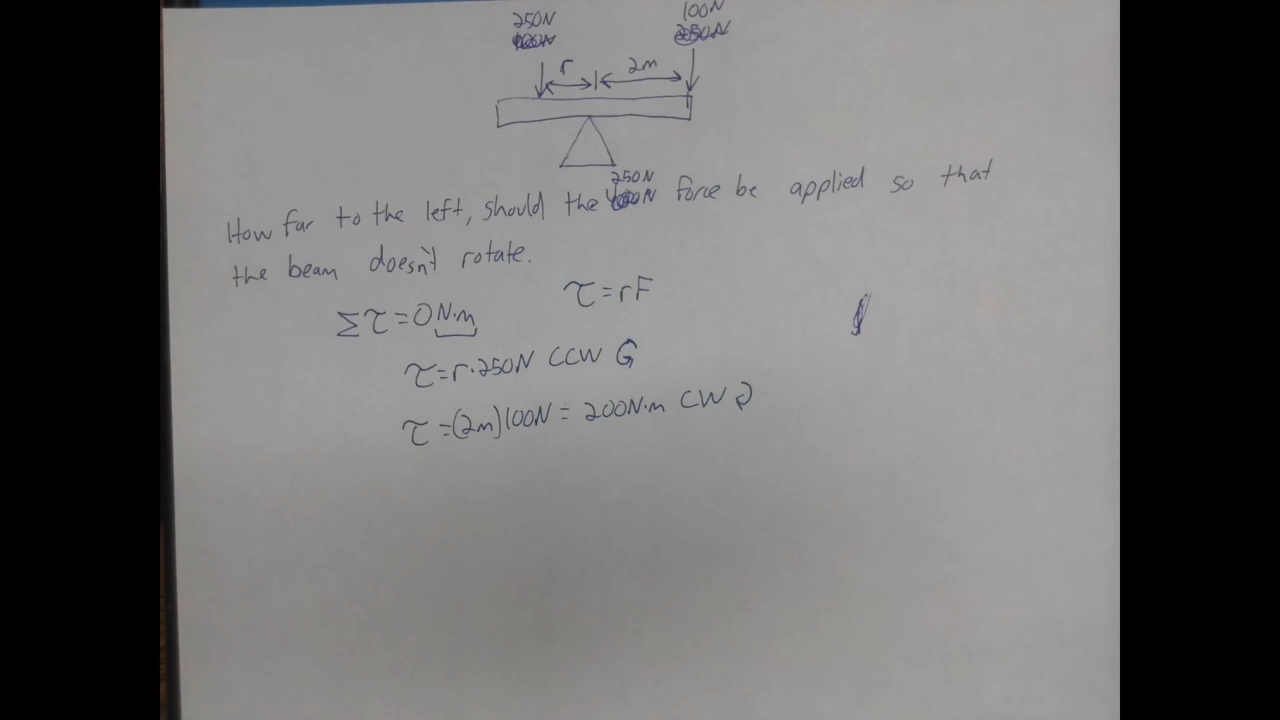 250N 100N
250N
r 2m
250N
How far to the left, should the force be applied so that
the beam doesn't rotate.
Στ=0N·m τ=rF
τ=r·250N CCW
τ=(2m)100N = 200N·m CW